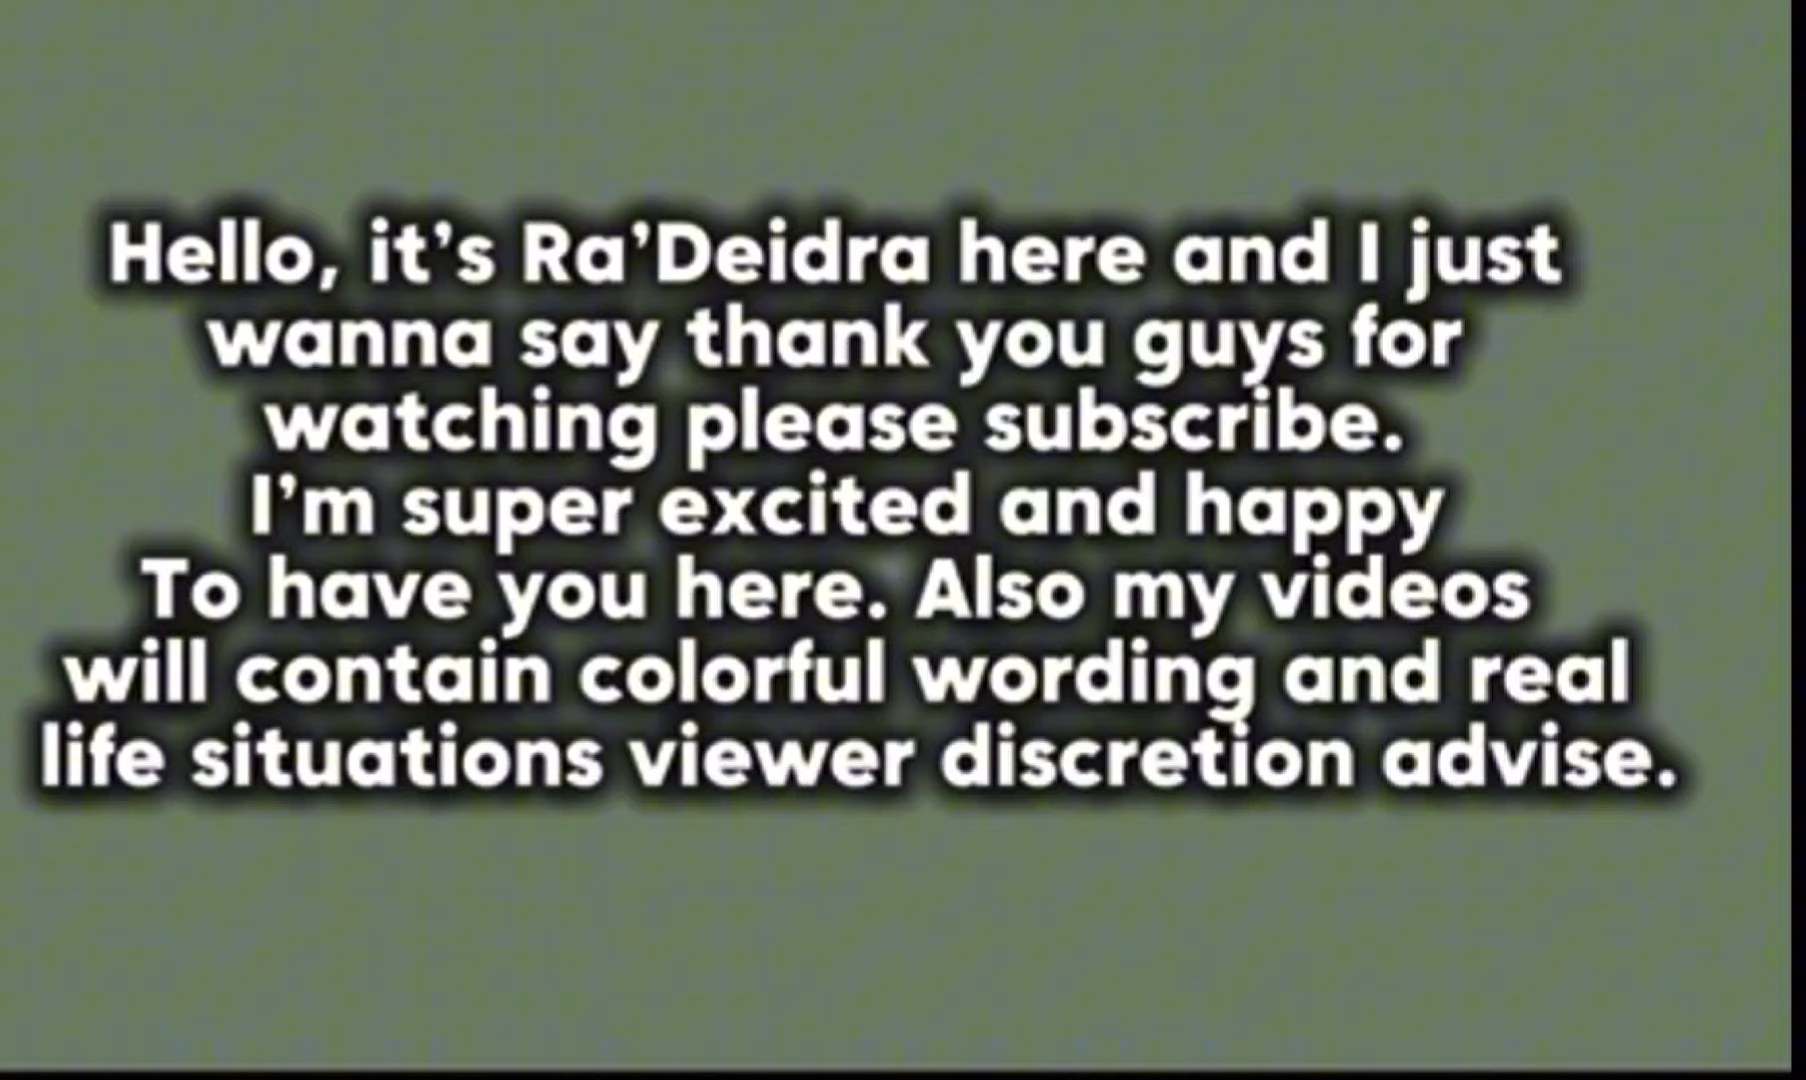 Hello, it’s Ra’Deidra here and I just
wanna say thank you guys for
watching please subscribe.
I’m super excited and happy
To have you here. Also my videos
will contain colorful wording and real
life situations viewer discretion advise.